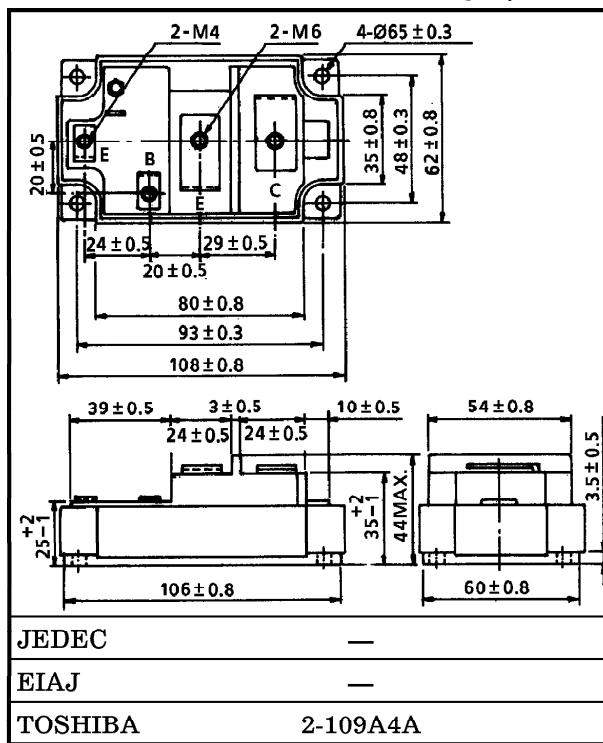 2-M4
2-M6
4-Ø65±0.3
E
B
E
C
20±0.5
35±0.8
48±0.3
62±0.8
24±0.5
29±0.5
20±0.5
80±0.8
93±0.3
108±0.8
39±0.5
3±0.5
10±0.5
54±0.8
24±0.5
24±0.5
+2
25-1
+2
35-1
44MAX.
3.5±0.5
106±0.8
60±0.8
JEDEC —
EIAJ —
TOSHIBA 2-109A4A